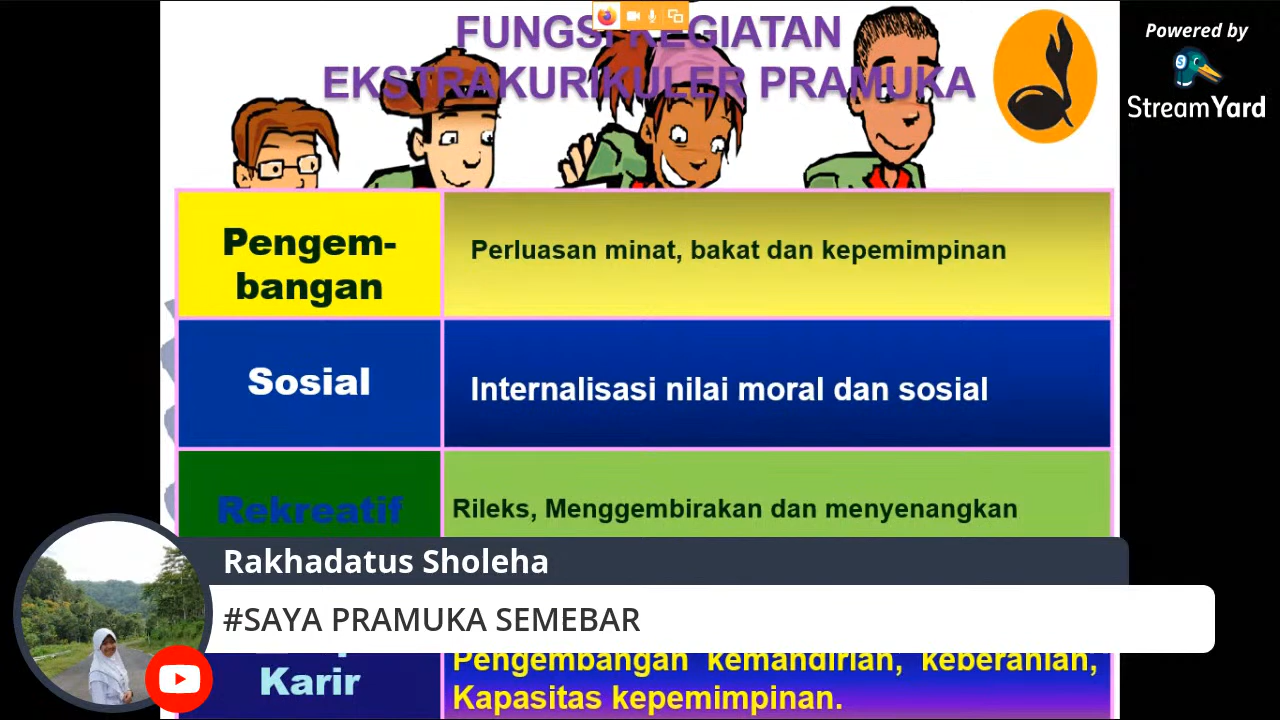 FUNGSI KEGIATAN
EKSTRAKURIKULER PRAMUKA
Powered by
StreamYard
Pengem-
bangan
Perluasan minat, bakat dan kepemimpinan
Sosial
Internalisasi nilai moral dan sosial
Rekreatif
Rileks, Menggembirakan dan menyenangkan
Rakhadatus Sholeha
#SAYA PRAMUKA SEMEBAR
Karir
Pengembangan kemandirian, keberanian,
Kapasitas kepemimpinan.